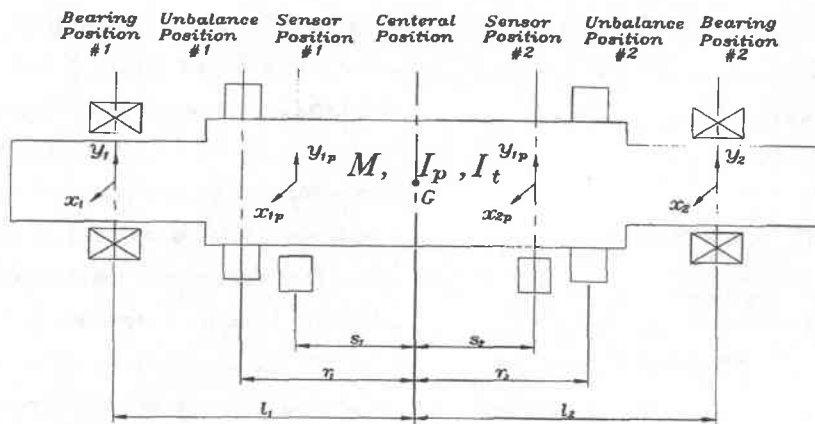 Bearing Position #1
Unbalance Position #1
Sensor Position #1
Centeral Position
Sensor Position #2
Unbalance Position #2
Bearing Position #2
y1
x1
y1p
x1p
M, Ip , It
G
y1p
x2p
y2
x2
s1
s2
r1
r2
l1
l2